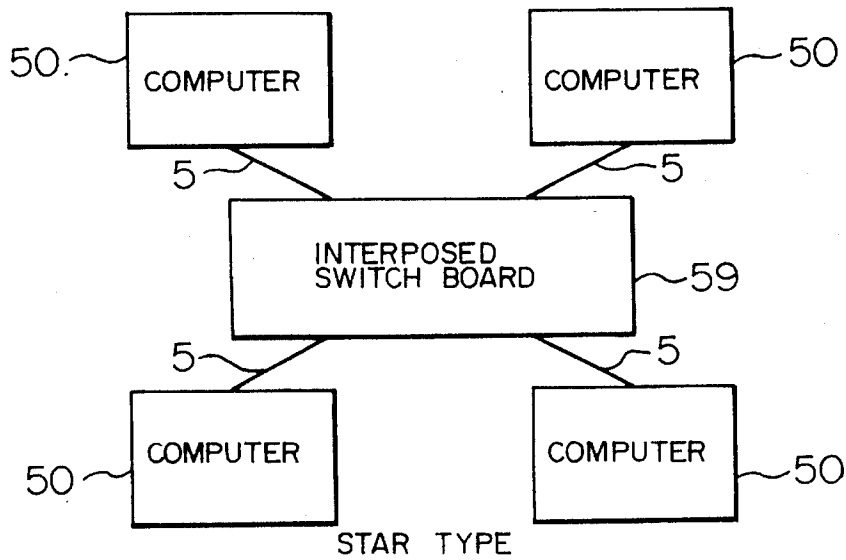 50.
COMPUTER
COMPUTER
50
5
5
INTERPOSED
SWITCH BOARD
59
5
5
50
COMPUTER
COMPUTER
50
STAR TYPE